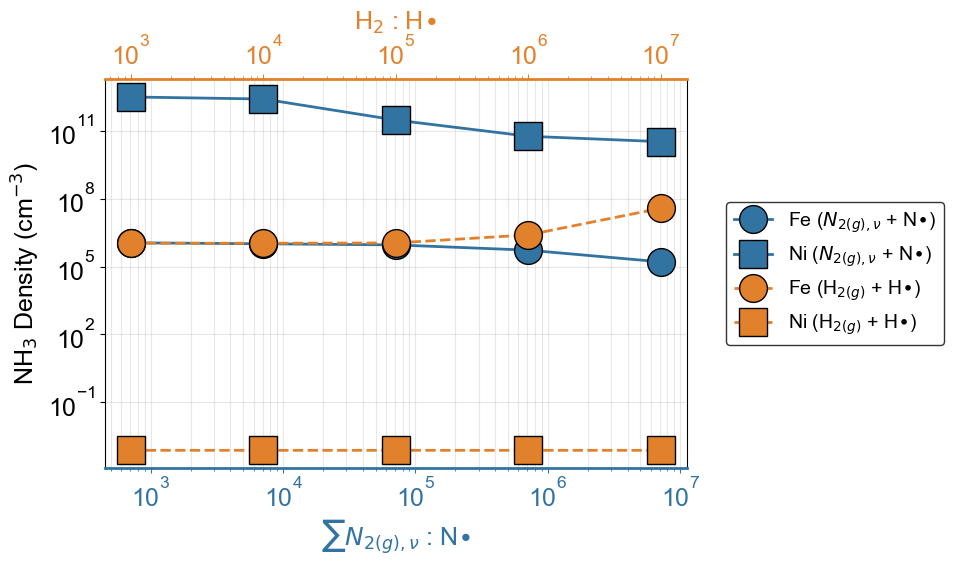 H₂ : H•
10³ 10⁴ 10⁵ 10⁶ 10⁷
NH₃ Density (cm⁻³)
10¹¹
10⁸
10⁵
10²
10⁻¹
10³ 10⁴ 10⁵ 10⁶ 10⁷
∑N₂₍g₎,ᵥ : N•
Fe (N₂₍g₎,ᵥ + N•)
Ni (N₂₍g₎,ᵥ + N•)
Fe (H₂₍g₎ + H•)
Ni (H₂₍g₎ + H•)